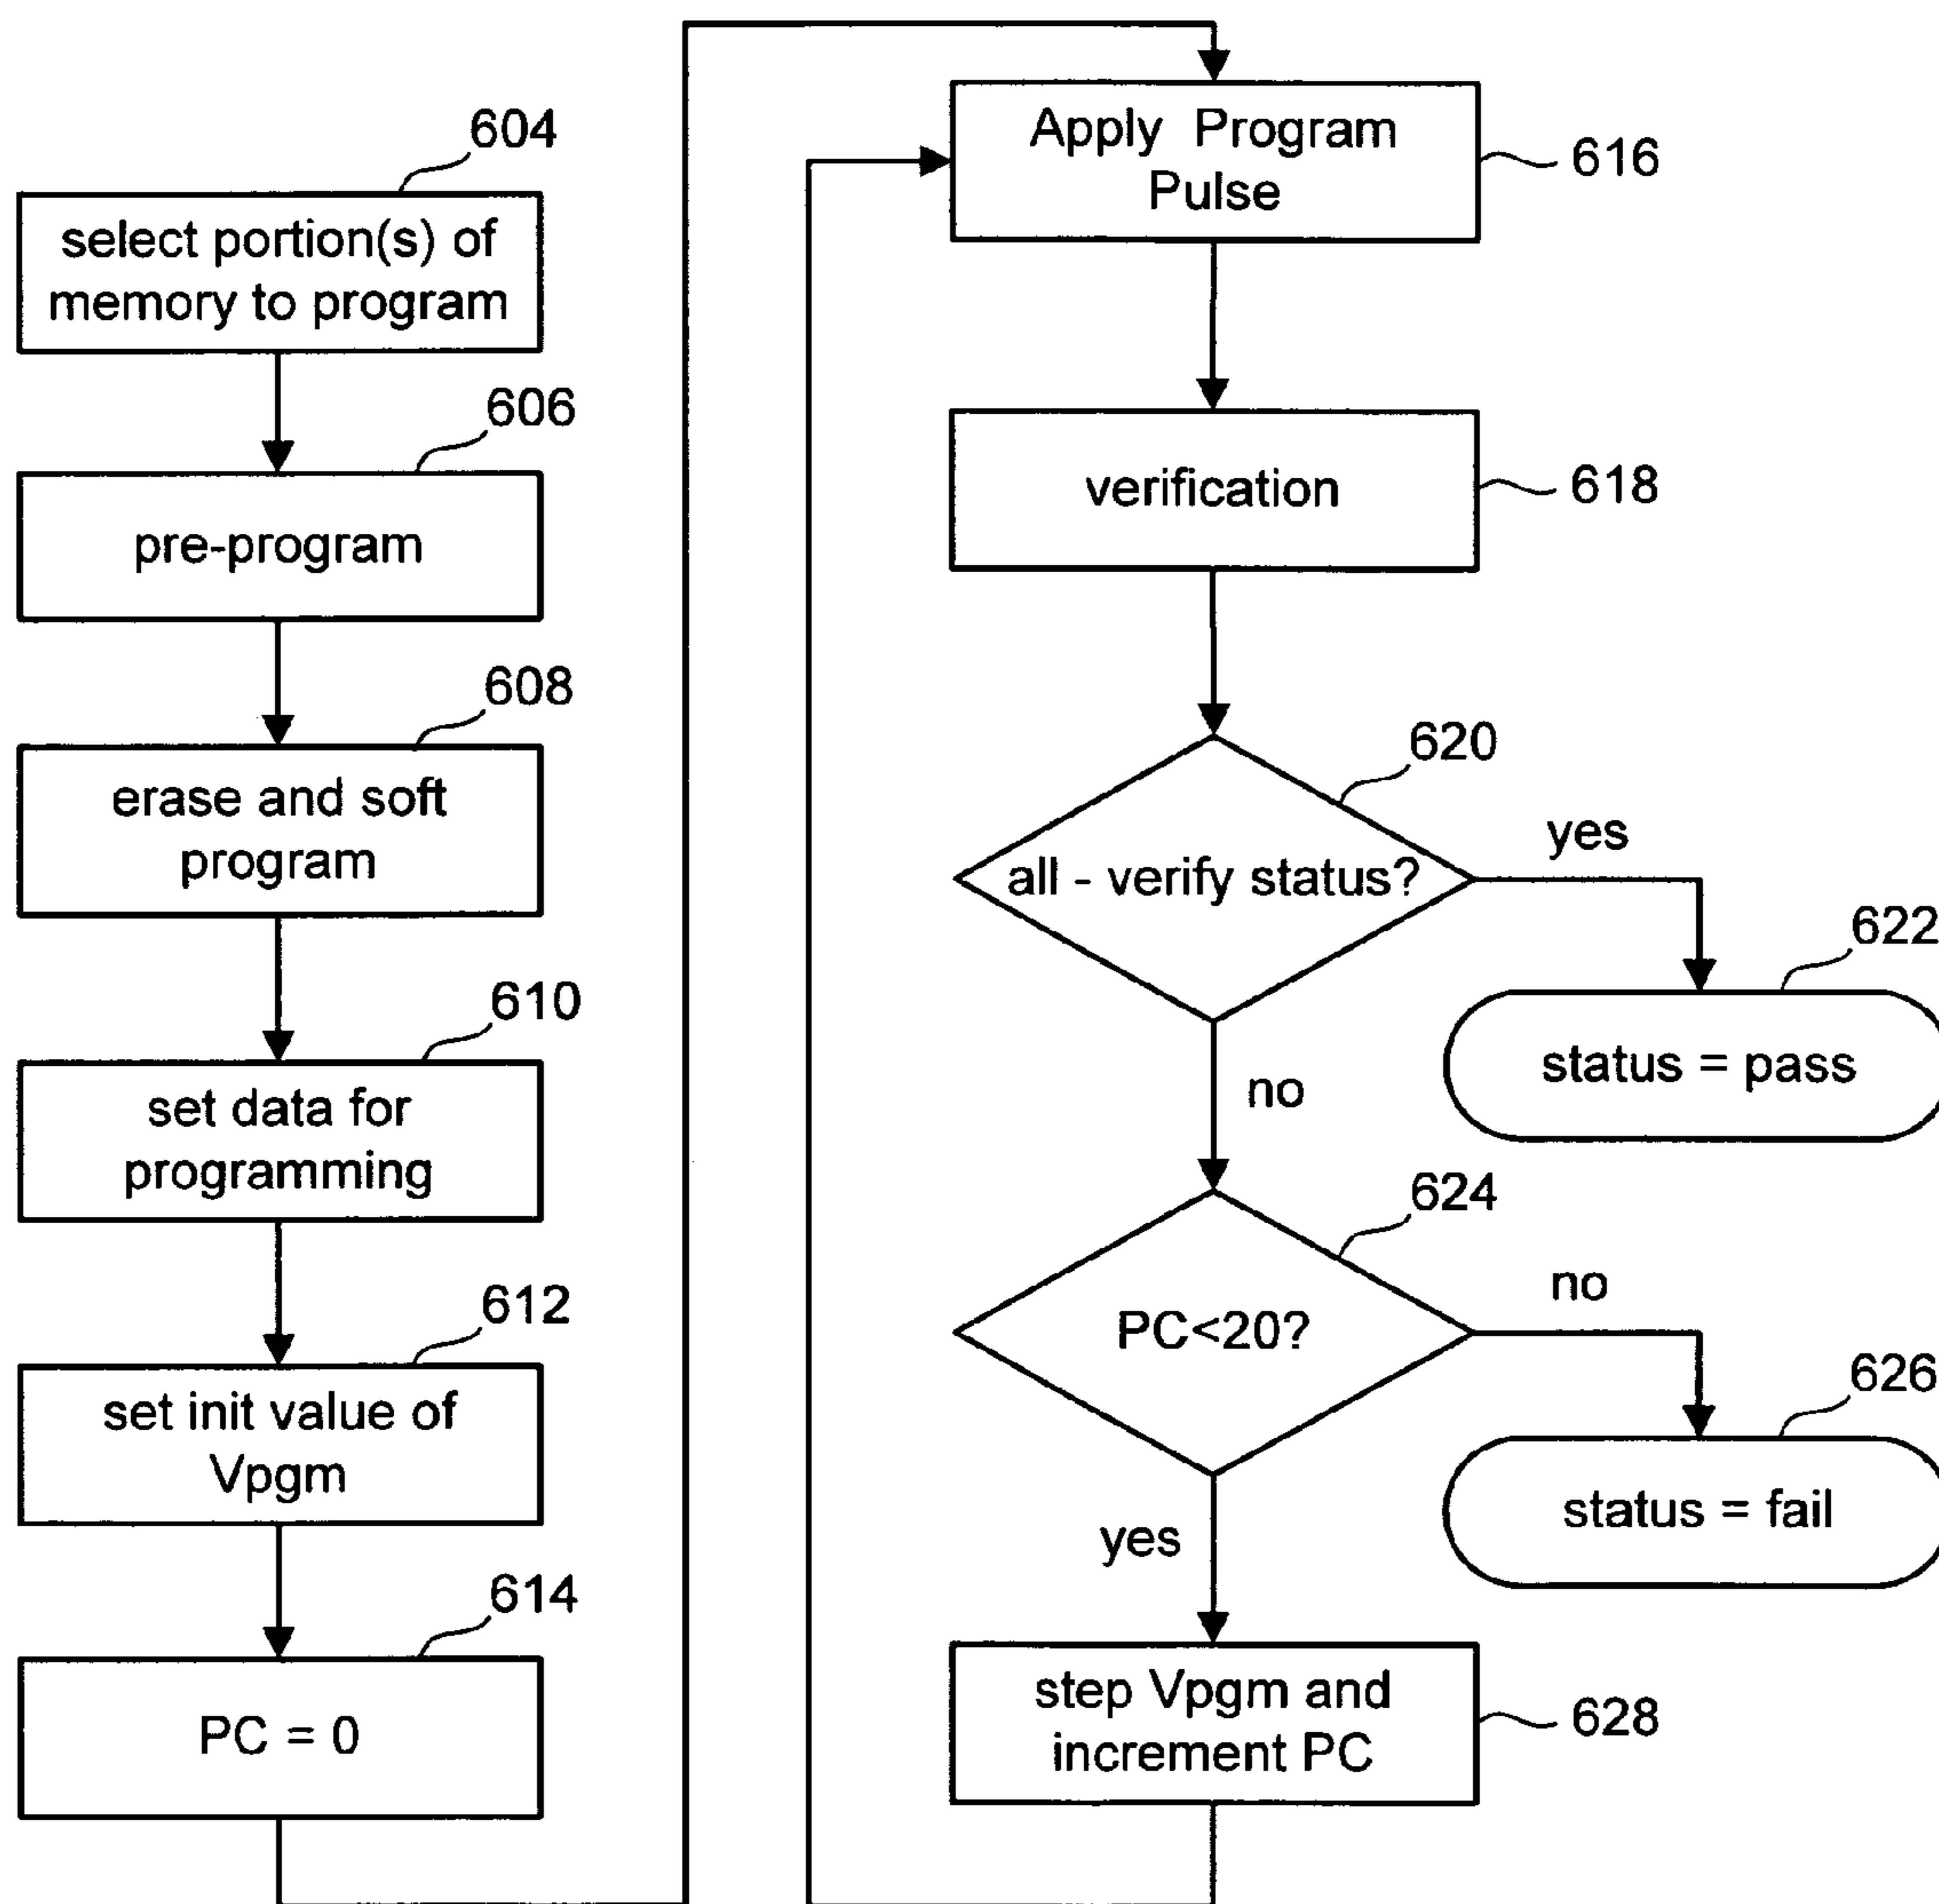 604
select portion(s) of
memory to program
606
pre-program
608
erase and soft
program
610
set data for
programming
612
set init value of
Vpgm
614
PC = 0
Apply Program
Pulse
616
verification
618
620
all - verify status?
yes
622
status = pass
no
624
PC<20?
no
626
status = fail
yes
step Vpgm and
increment PC
628